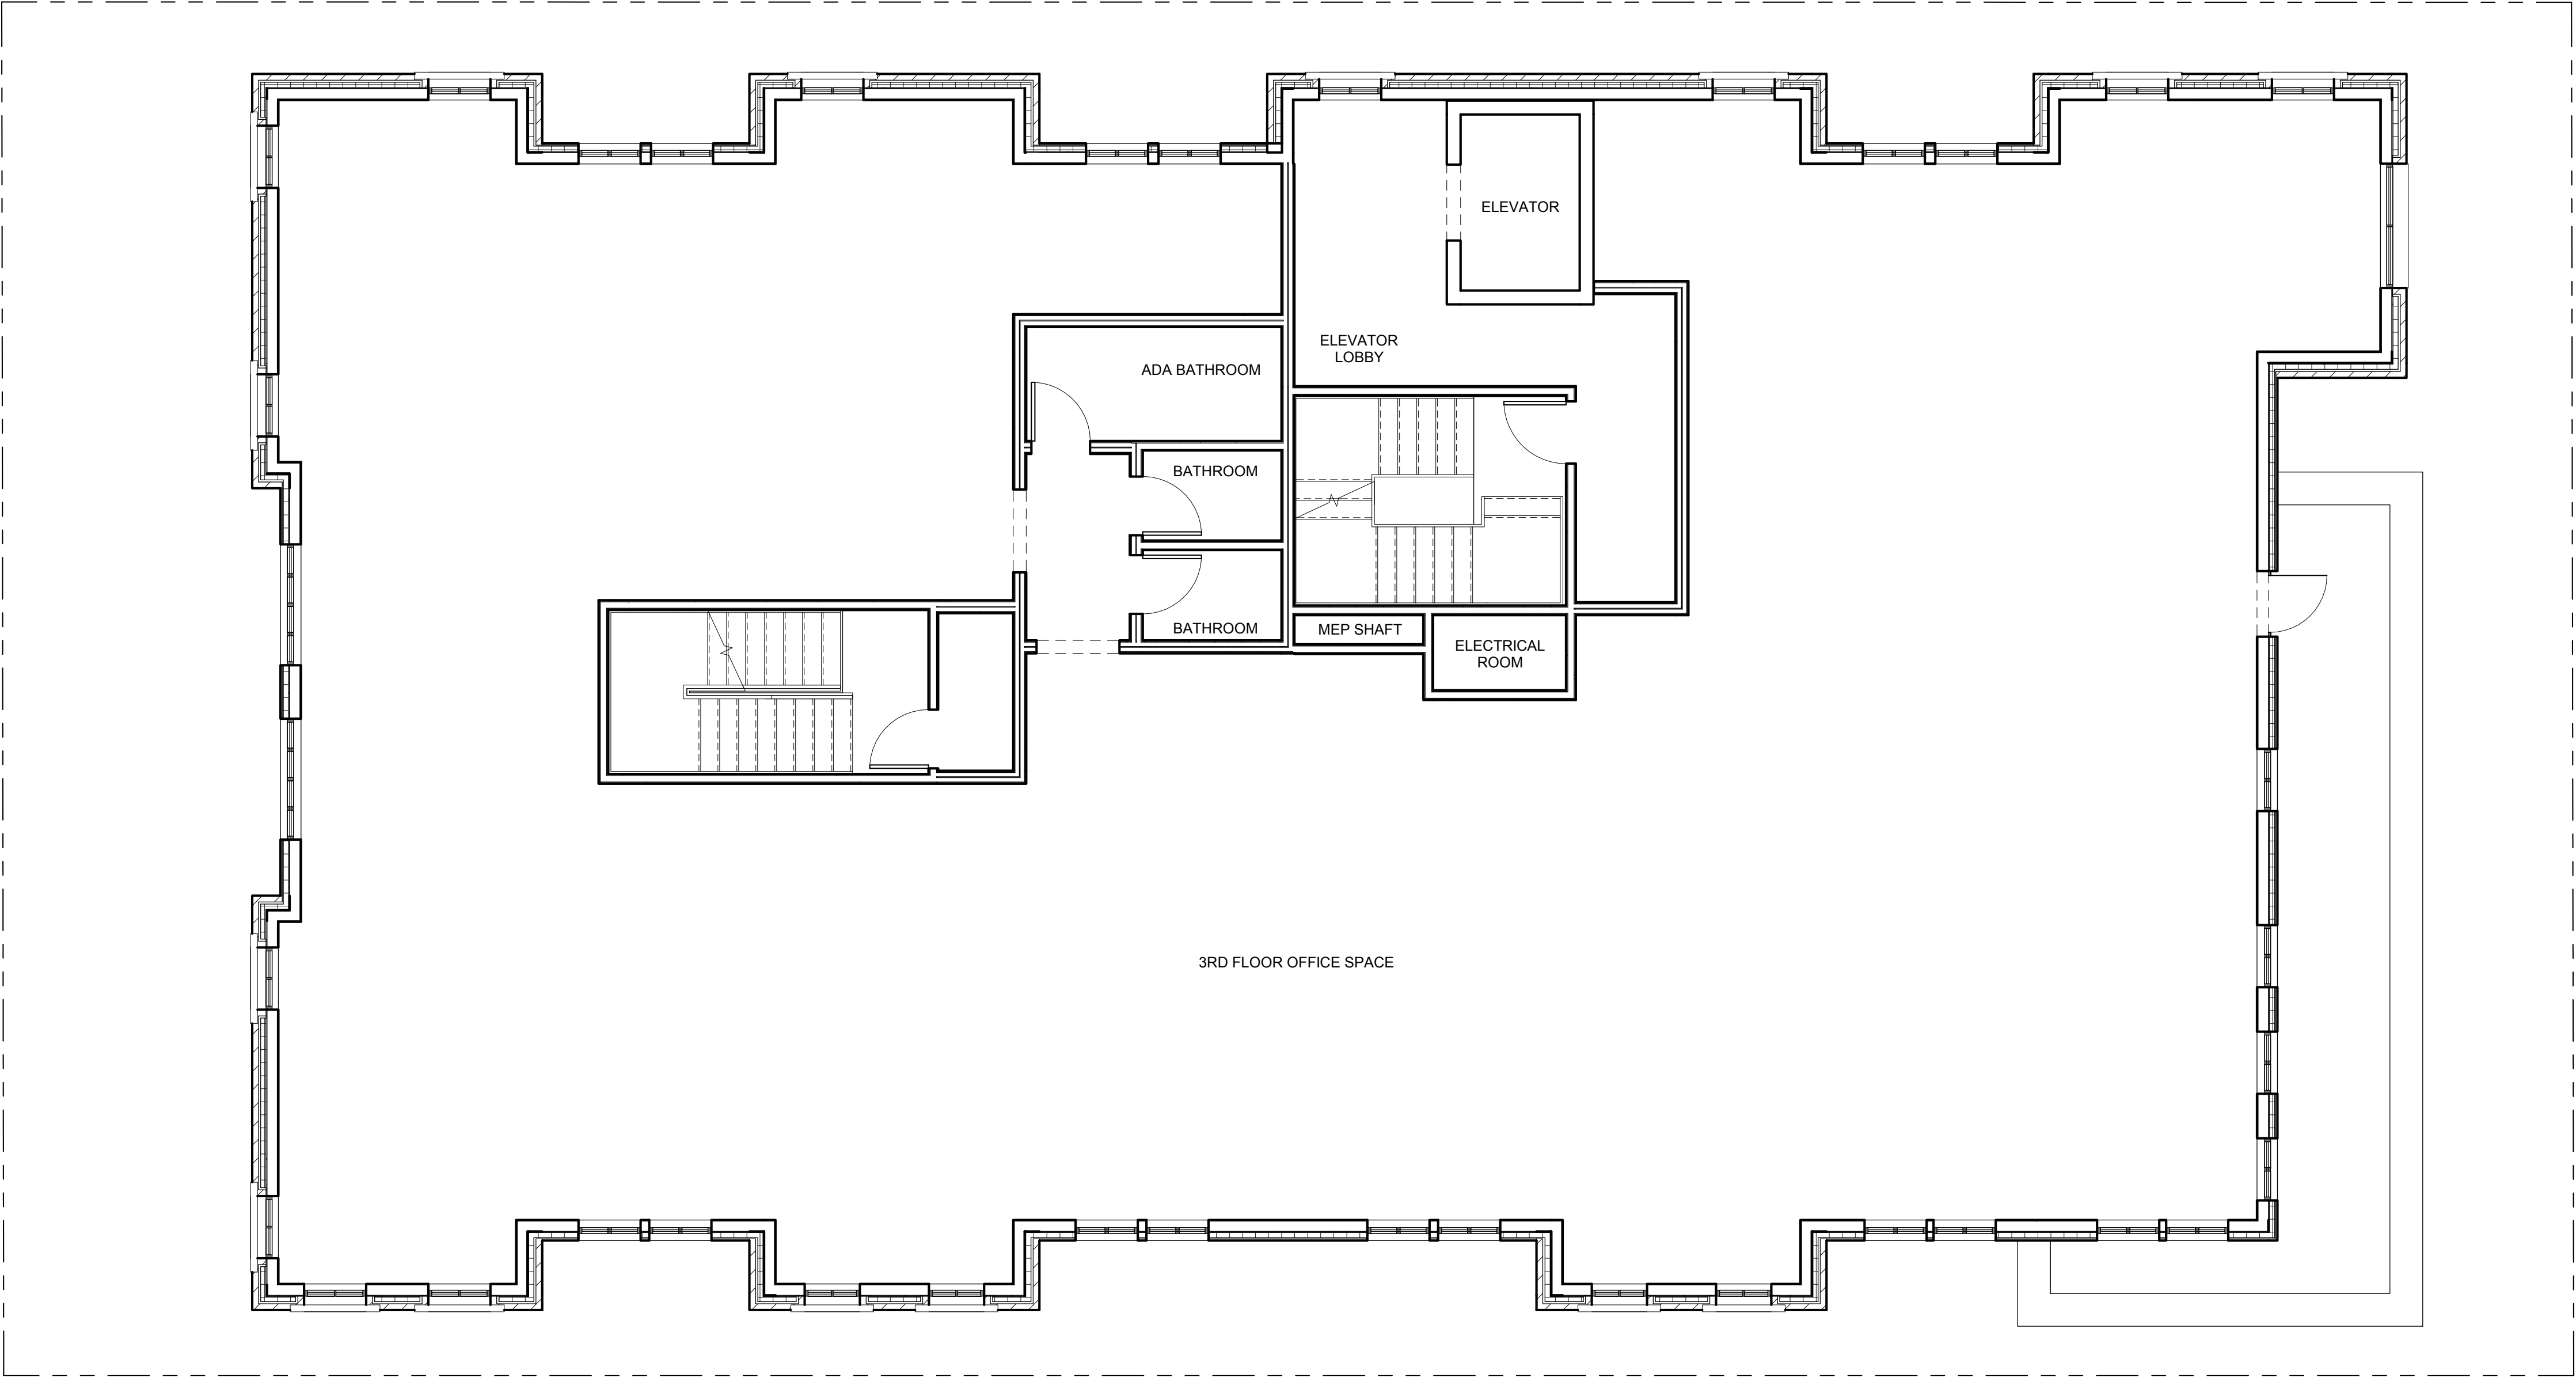 ELEVATOR
ELEVATOR
LOBBY
ADA BATHROOM
BATHROOM
BATHROOM
MEP SHAFT
ELECTRICAL
ROOM
3RD FLOOR OFFICE SPACE